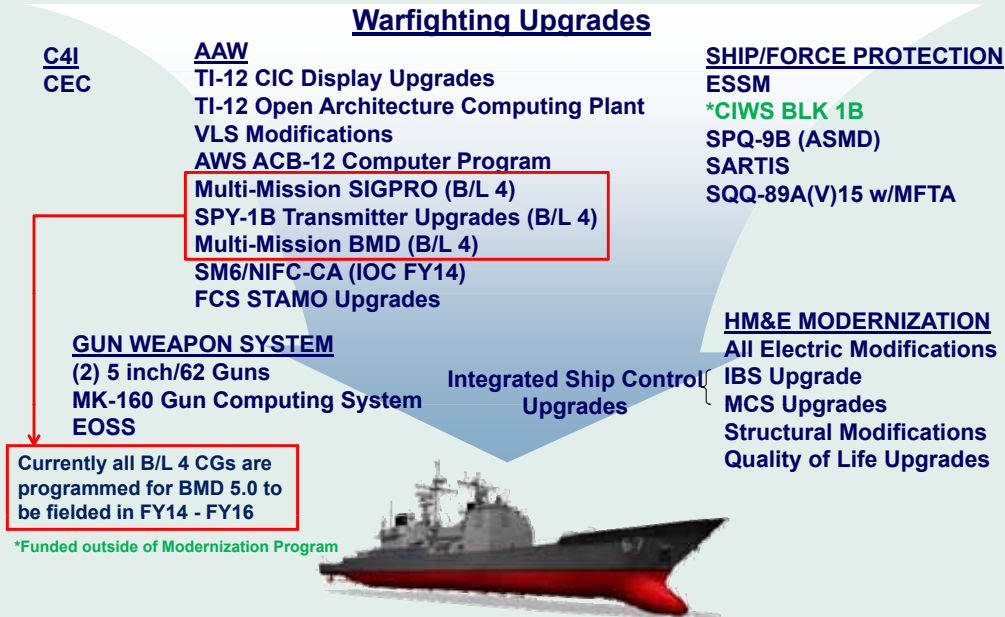 Warfighting Upgrades
C4I
CEC
AAW
TI-12 CIC Display Upgrades
TI-12 Open Architecture Computing Plant
VLS Modifications
AWS ACB-12 Computer Program
Multi-Mission SIGPRO (B/L 4)
SPY-1B Transmitter Upgrades (B/L 4)
Multi-Mission BMD (B/L 4)
SM6/NIFC-CA (IOC FY14)
FCS STAMO Upgrades
SHIP/FORCE PROTECTION
ESSM
*CIWS BLK 1B
SPQ-9B (ASMD)
SARTIS
SQQ-89A(V)15 w/MFTA
GUN WEAPON SYSTEM
(2) 5 inch/62 Guns
MK-160 Gun Computing System
EOSS
Integrated Ship Control
Upgrades
HM&E MODERNIZATION
All Electric Modifications
IBS Upgrade
MCS Upgrades
Structural Modifications
Quality of Life Upgrades
Currently all B/L 4 CGs are
programmed for BMD 5.0 to
be fielded in FY14 - FY16
*Funded outside of Modernization Program